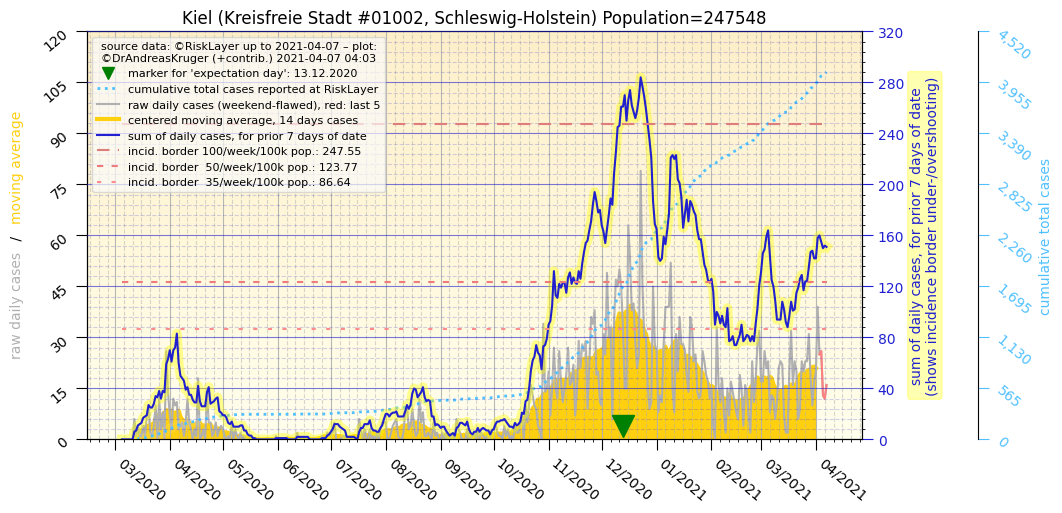 Kiel (Kreisfreie Stadt #01002, Schleswig-Holstein) Population=247548
source data: ©RiskLayer up to 2021-04-07 – plot:
©DrAndreasKruger (+contrib.) 2021-04-07 04:03
marker for 'expectation day': 13.12.2020
cumulative total cases reported at RiskLayer
raw daily cases (weekend-flawed), red: last 5
centered moving average, 14 days cases
sum of daily cases, for prior 7 days of date
incid. border 100/week/100k pop.: 247.55
incid. border  50/week/100k pop.: 123.77
incid. border  35/week/100k pop.: 86.64
raw daily cases  /  moving average
120
105
90
75
60
45
30
15
0
03/2020
04/2020
05/2020
06/2020
07/2020
08/2020
09/2020
10/2020
11/2020
12/2020
01/2021
02/2021
03/2021
04/2021
320
280
240
200
160
120
80
40
0
sum of daily cases, for prior 7 days of date
(shows incidence border under-/overshooting)
4,520
3,955
3,390
2,825
2,260
1,695
1,130
565
0
cumulative total cases